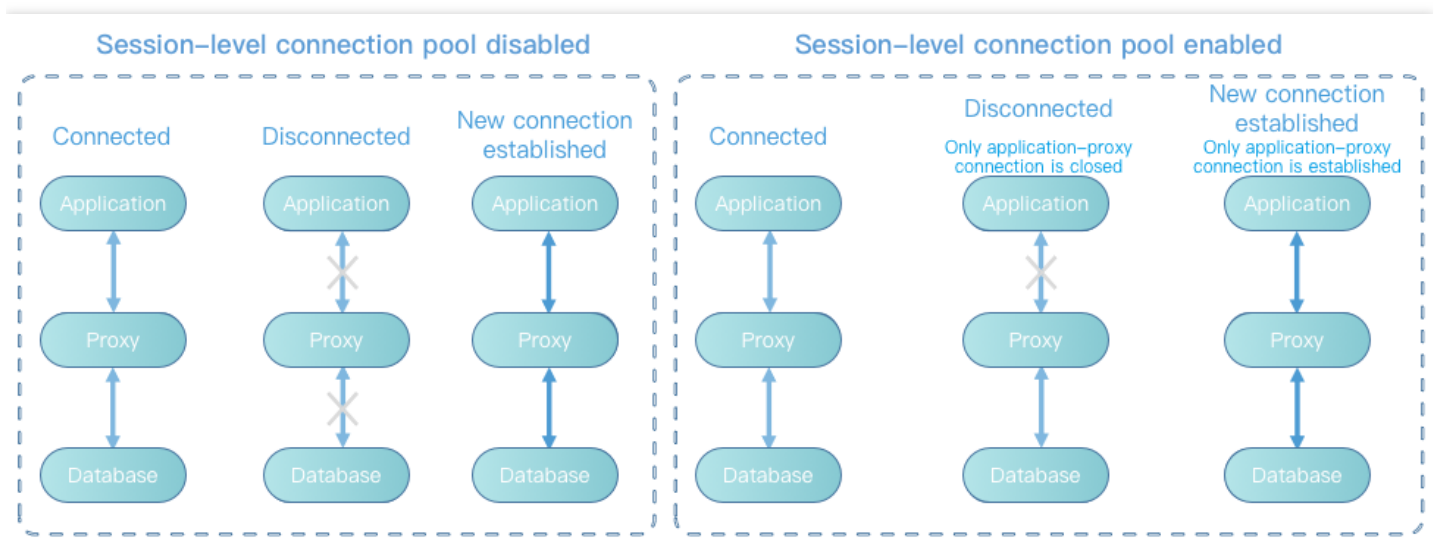 Session-level connection pool disabled
Connected
Disconnected
New connection
established
Application
Application
Application
Proxy
Proxy
Proxy
Database
Database
Database
Session-level connection pool enabled
Connected
Disconnected
Only application-proxy
connection is closed
New connection
established
Only application-proxy
connection is established
Application
Application
Application
Proxy
Proxy
Proxy
Database
Database
Database